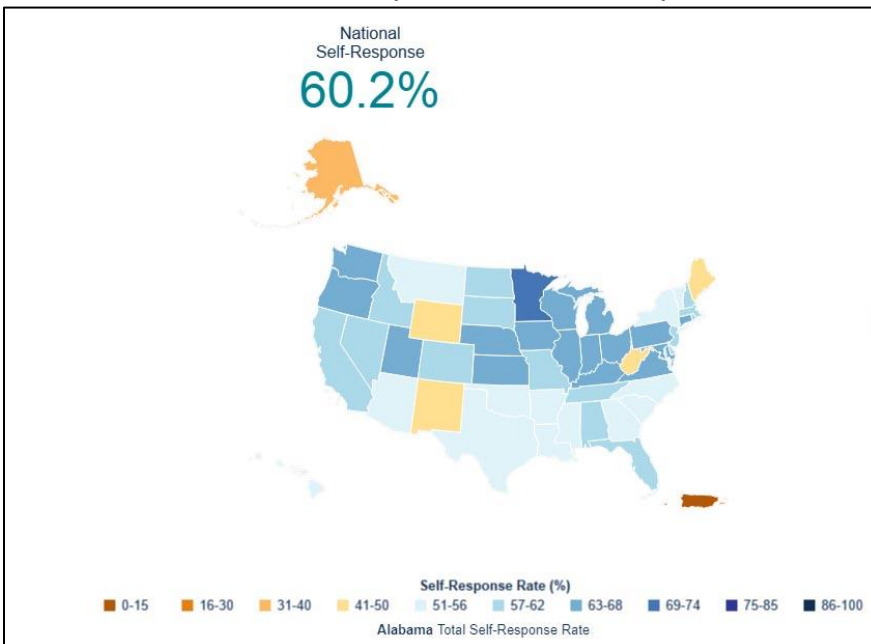 National
Self-Response
60.2%
Self-Response Rate (%)
0-15 16-30 31-40 41-50 51-56 57-62 63-68 69-74 75-85 86-100
Alabama Total Self-Response Rate